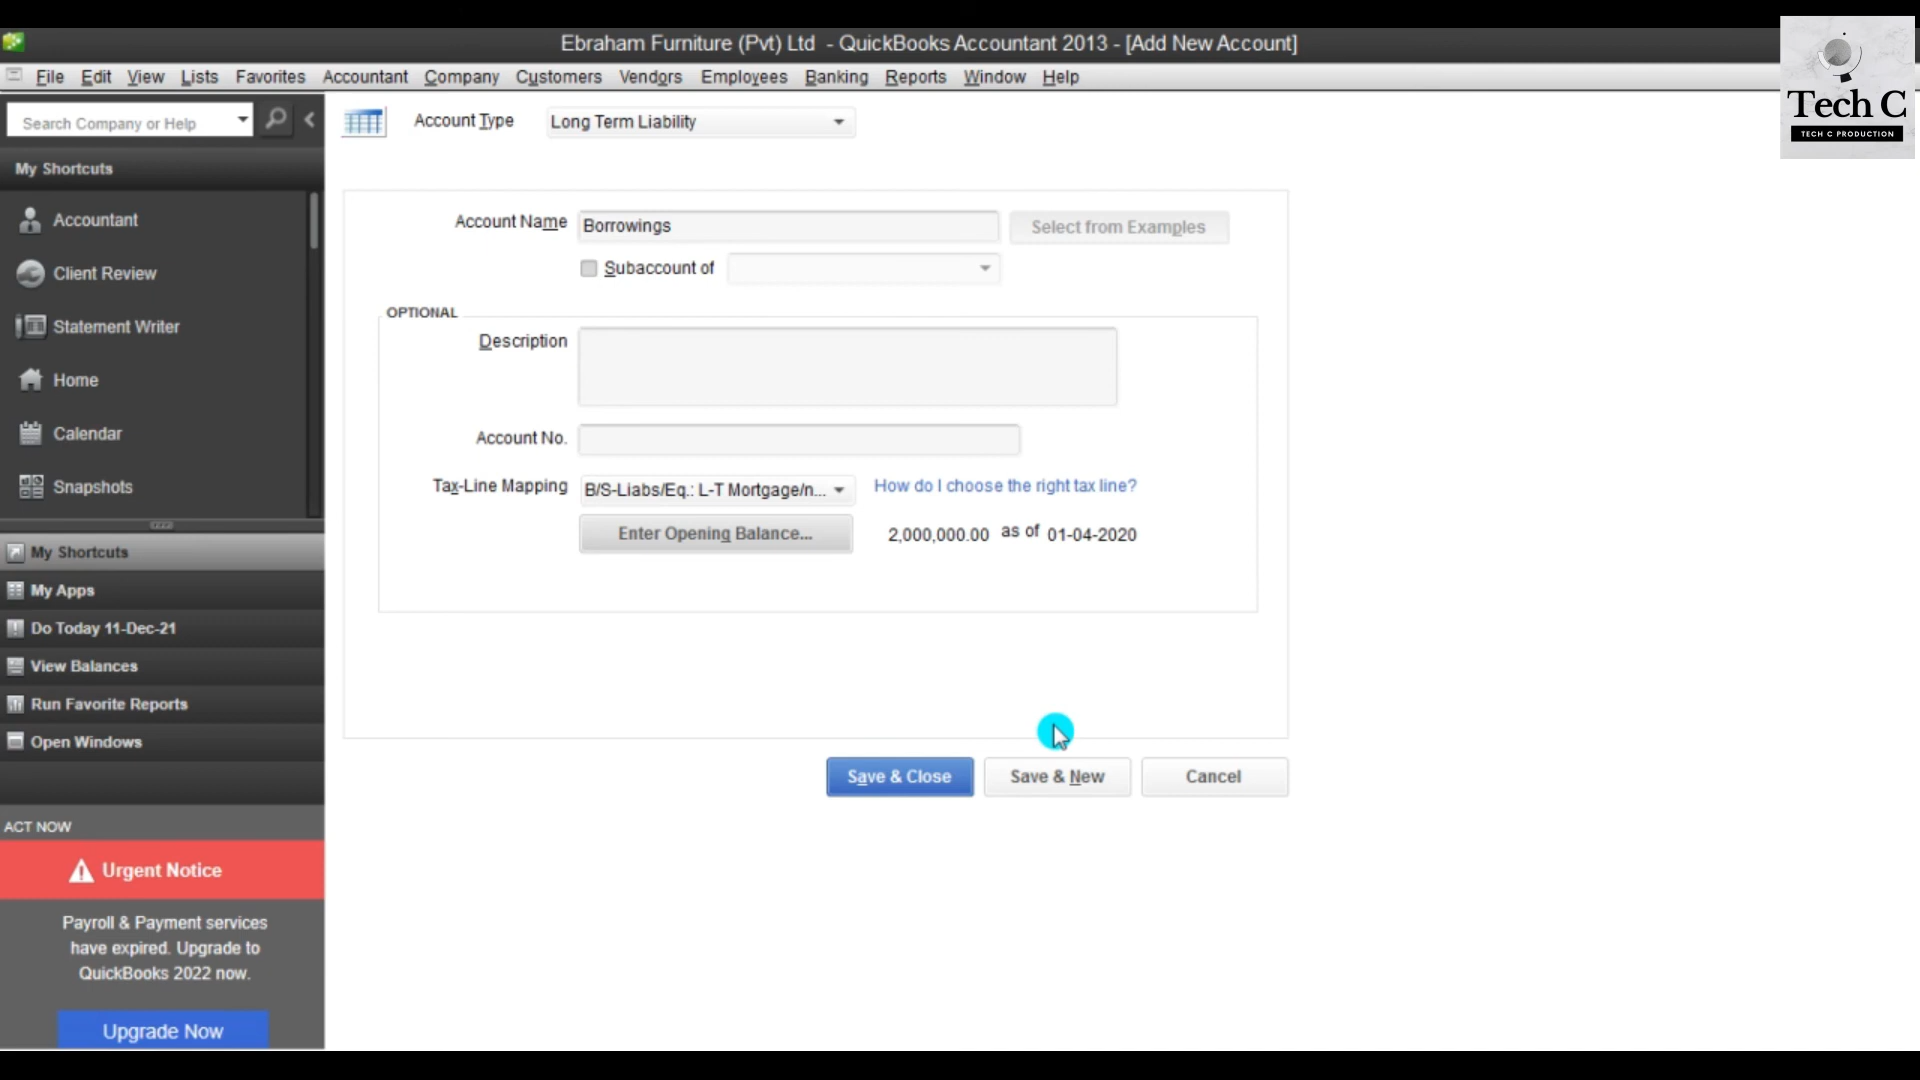 Ebraham Furniture (Pvt) Ltd - QuickBooks Accountant 2013 - [Add New Account]
File Edit View Lists Favorites Accountant Company Customers Vendors Employees Banking Reports Window Help
Tech C
TECH C PRODUCTION
Search Company or Help
My Shortcuts
Accountant
Client Review
Statement Writer
Home
Calendar
Snapshots
My Shortcuts
My Apps
Do Today 11-Dec-21
View Balances
Run Favorite Reports
Open Windows
ACT NOW
Urgent Notice
Payroll & Payment services
have expired. Upgrade to
QuickBooks 2022 now.
Upgrade Now
Account Type Long Term Liability
Account Name Borrowings Select from Examples
Subaccount of
OPTIONAL
Description
Account No.
Tax-Line Mapping B/S-Liabs/Eq.: L-T Mortgage/n... How do I choose the right tax line?
Enter Opening Balance... 2,000,000.00 as of 01-04-2020
Save & Close Save & New Cancel